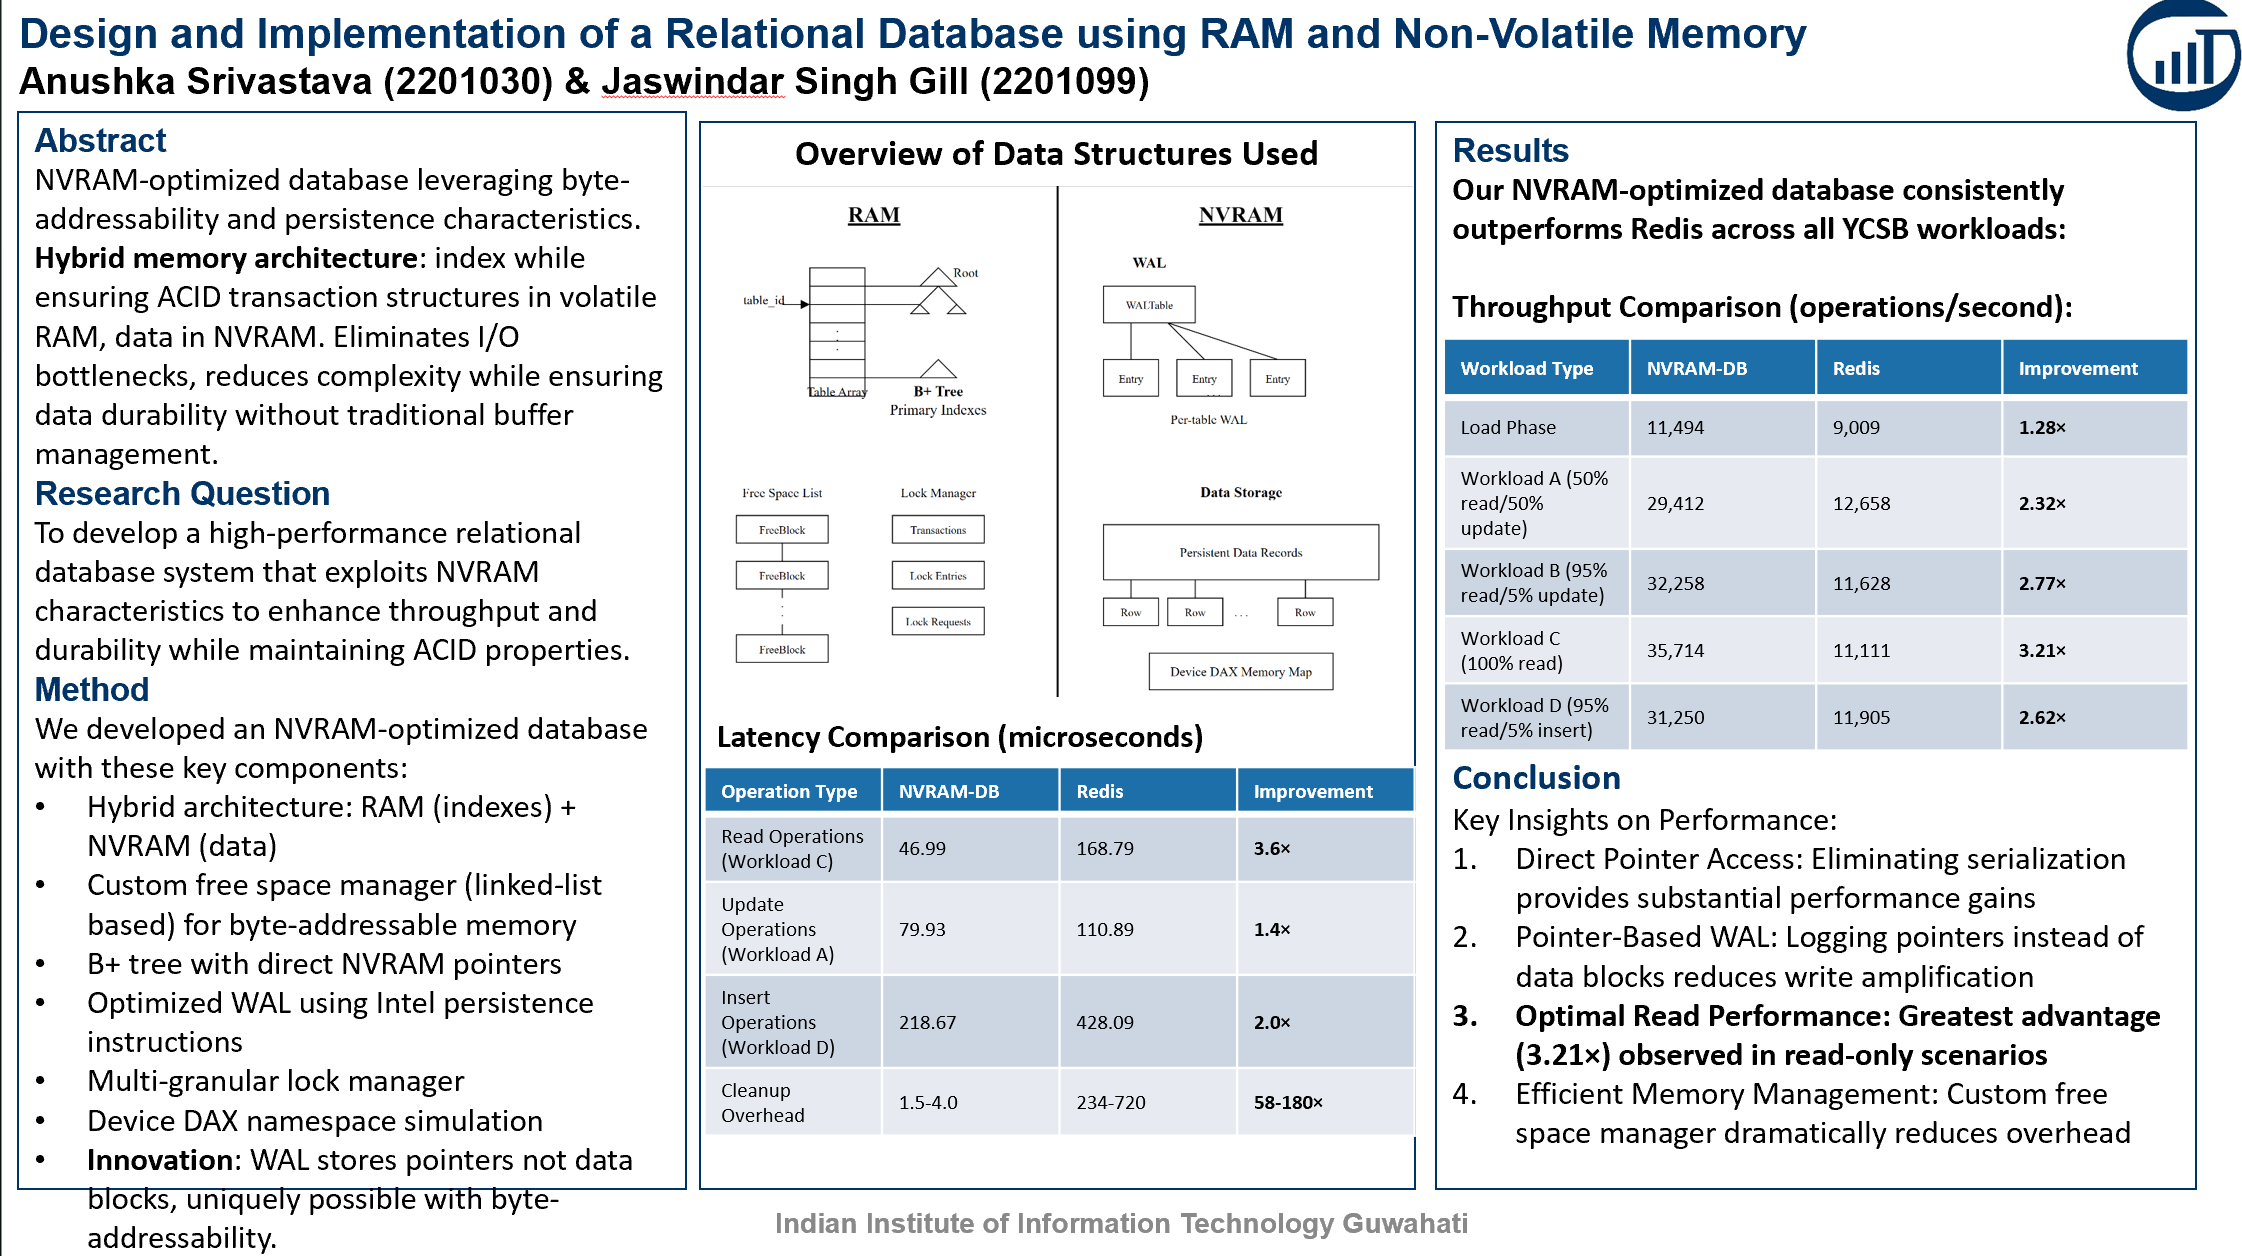 Design and Implementation of a Relational Database using RAM and Non-Volatile Memory
Anushka Srivastava (2201030) & Jaswindar Singh Gill (2201099)
Abstract
NVRAM-optimized database leveraging byte-
addressability and persistence characteristics.
Hybrid memory architecture: index while
ensuring ACID transaction structures in volatile
RAM, data in NVRAM. Eliminates I/O
bottlenecks, reduces complexity while ensuring
data durability without traditional buffer
management.
Research Question
To develop a high-performance relational
database system that exploits NVRAM
characteristics to enhance throughput and
durability while maintaining ACID properties.
Method
We developed an NVRAM-optimized database
with these key components:
• Hybrid architecture: RAM (indexes) +
NVRAM (data)
• Custom free space manager (linked-list
based) for byte-addressable memory
• B+ tree with direct NVRAM pointers
• Optimized WAL using Intel persistence
instructions
• Multi-granular lock manager
• Device DAX namespace simulation
• Innovation: WAL stores pointers not data
blocks, uniquely possible with byte-
addressability.
Overview of Data Structures Used
RAM
table_id
Root
Table Array
B+ Tree
Primary Indexes
Free Space List
FreeBlock
FreeBlock
FreeBlock
Lock Manager
Transactions
Lock Entries
Lock Requests
NVRAM
WAL
WALTable
Entry Entry Entry
...
Per-table WAL
Data Storage
Persistent Data Records
Row Row ... Row
Device DAX Memory Map
Latency Comparison (microseconds)
Operation Type NVRAM-DB Redis Improvement
Read Operations
(Workload C) 46.99 168.79 3.6×
Update
Operations
(Workload A) 79.93 110.89 1.4×
Insert
Operations
(Workload D) 218.67 428.09 2.0×
Cleanup
Overhead 1.5-4.0 234-720 58-180×
Results
Our NVRAM-optimized database consistently
outperforms Redis across all YCSB workloads:
Throughput Comparison (operations/second):
Workload Type NVRAM-DB Redis Improvement
Load Phase 11,494 9,009 1.28×
Workload A (50%
read/50%
update) 29,412 12,658 2.32×
Workload B (95%
read/5% update) 32,258 11,628 2.77×
Workload C
(100% read) 35,714 11,111 3.21×
Workload D (95%
read/5% insert) 31,250 11,905 2.62×
Conclusion
Key Insights on Performance:
1. Direct Pointer Access: Eliminating serialization
provides substantial performance gains
2. Pointer-Based WAL: Logging pointers instead of
data blocks reduces write amplification
3. Optimal Read Performance: Greatest advantage
(3.21×) observed in read-only scenarios
4. Efficient Memory Management: Custom free
space manager dramatically reduces overhead
Indian Institute of Information Technology Guwahati